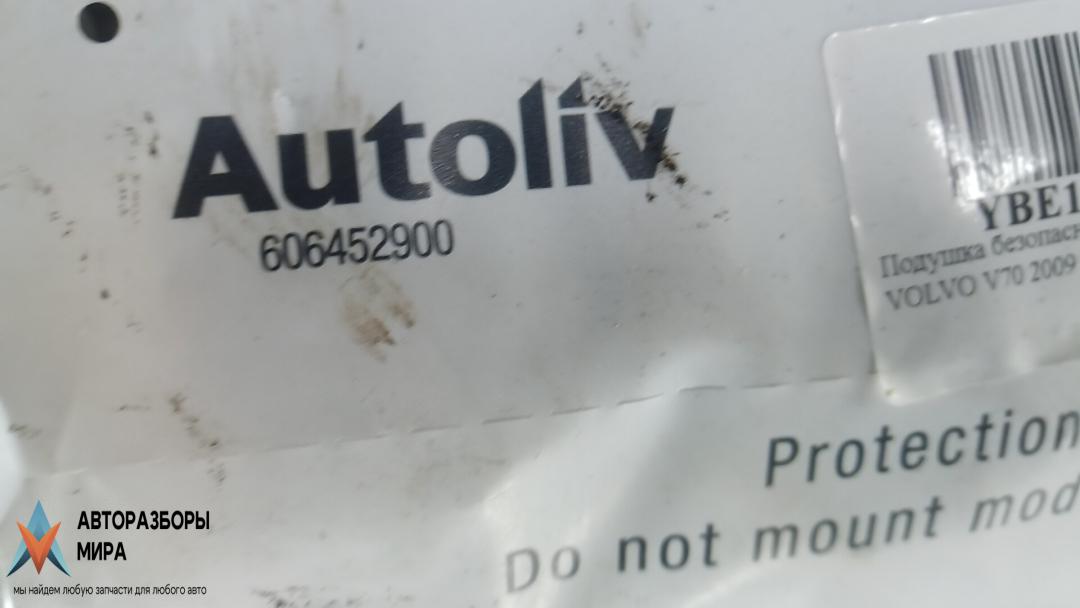 Autoliv
606452900
YBE1
Подушка безопасн
VOLVO V70 2009
Protection
Do not mount mod
АВТОРАЗБОРЫ
МИРА
мы найдем любую запчасти для любого авто